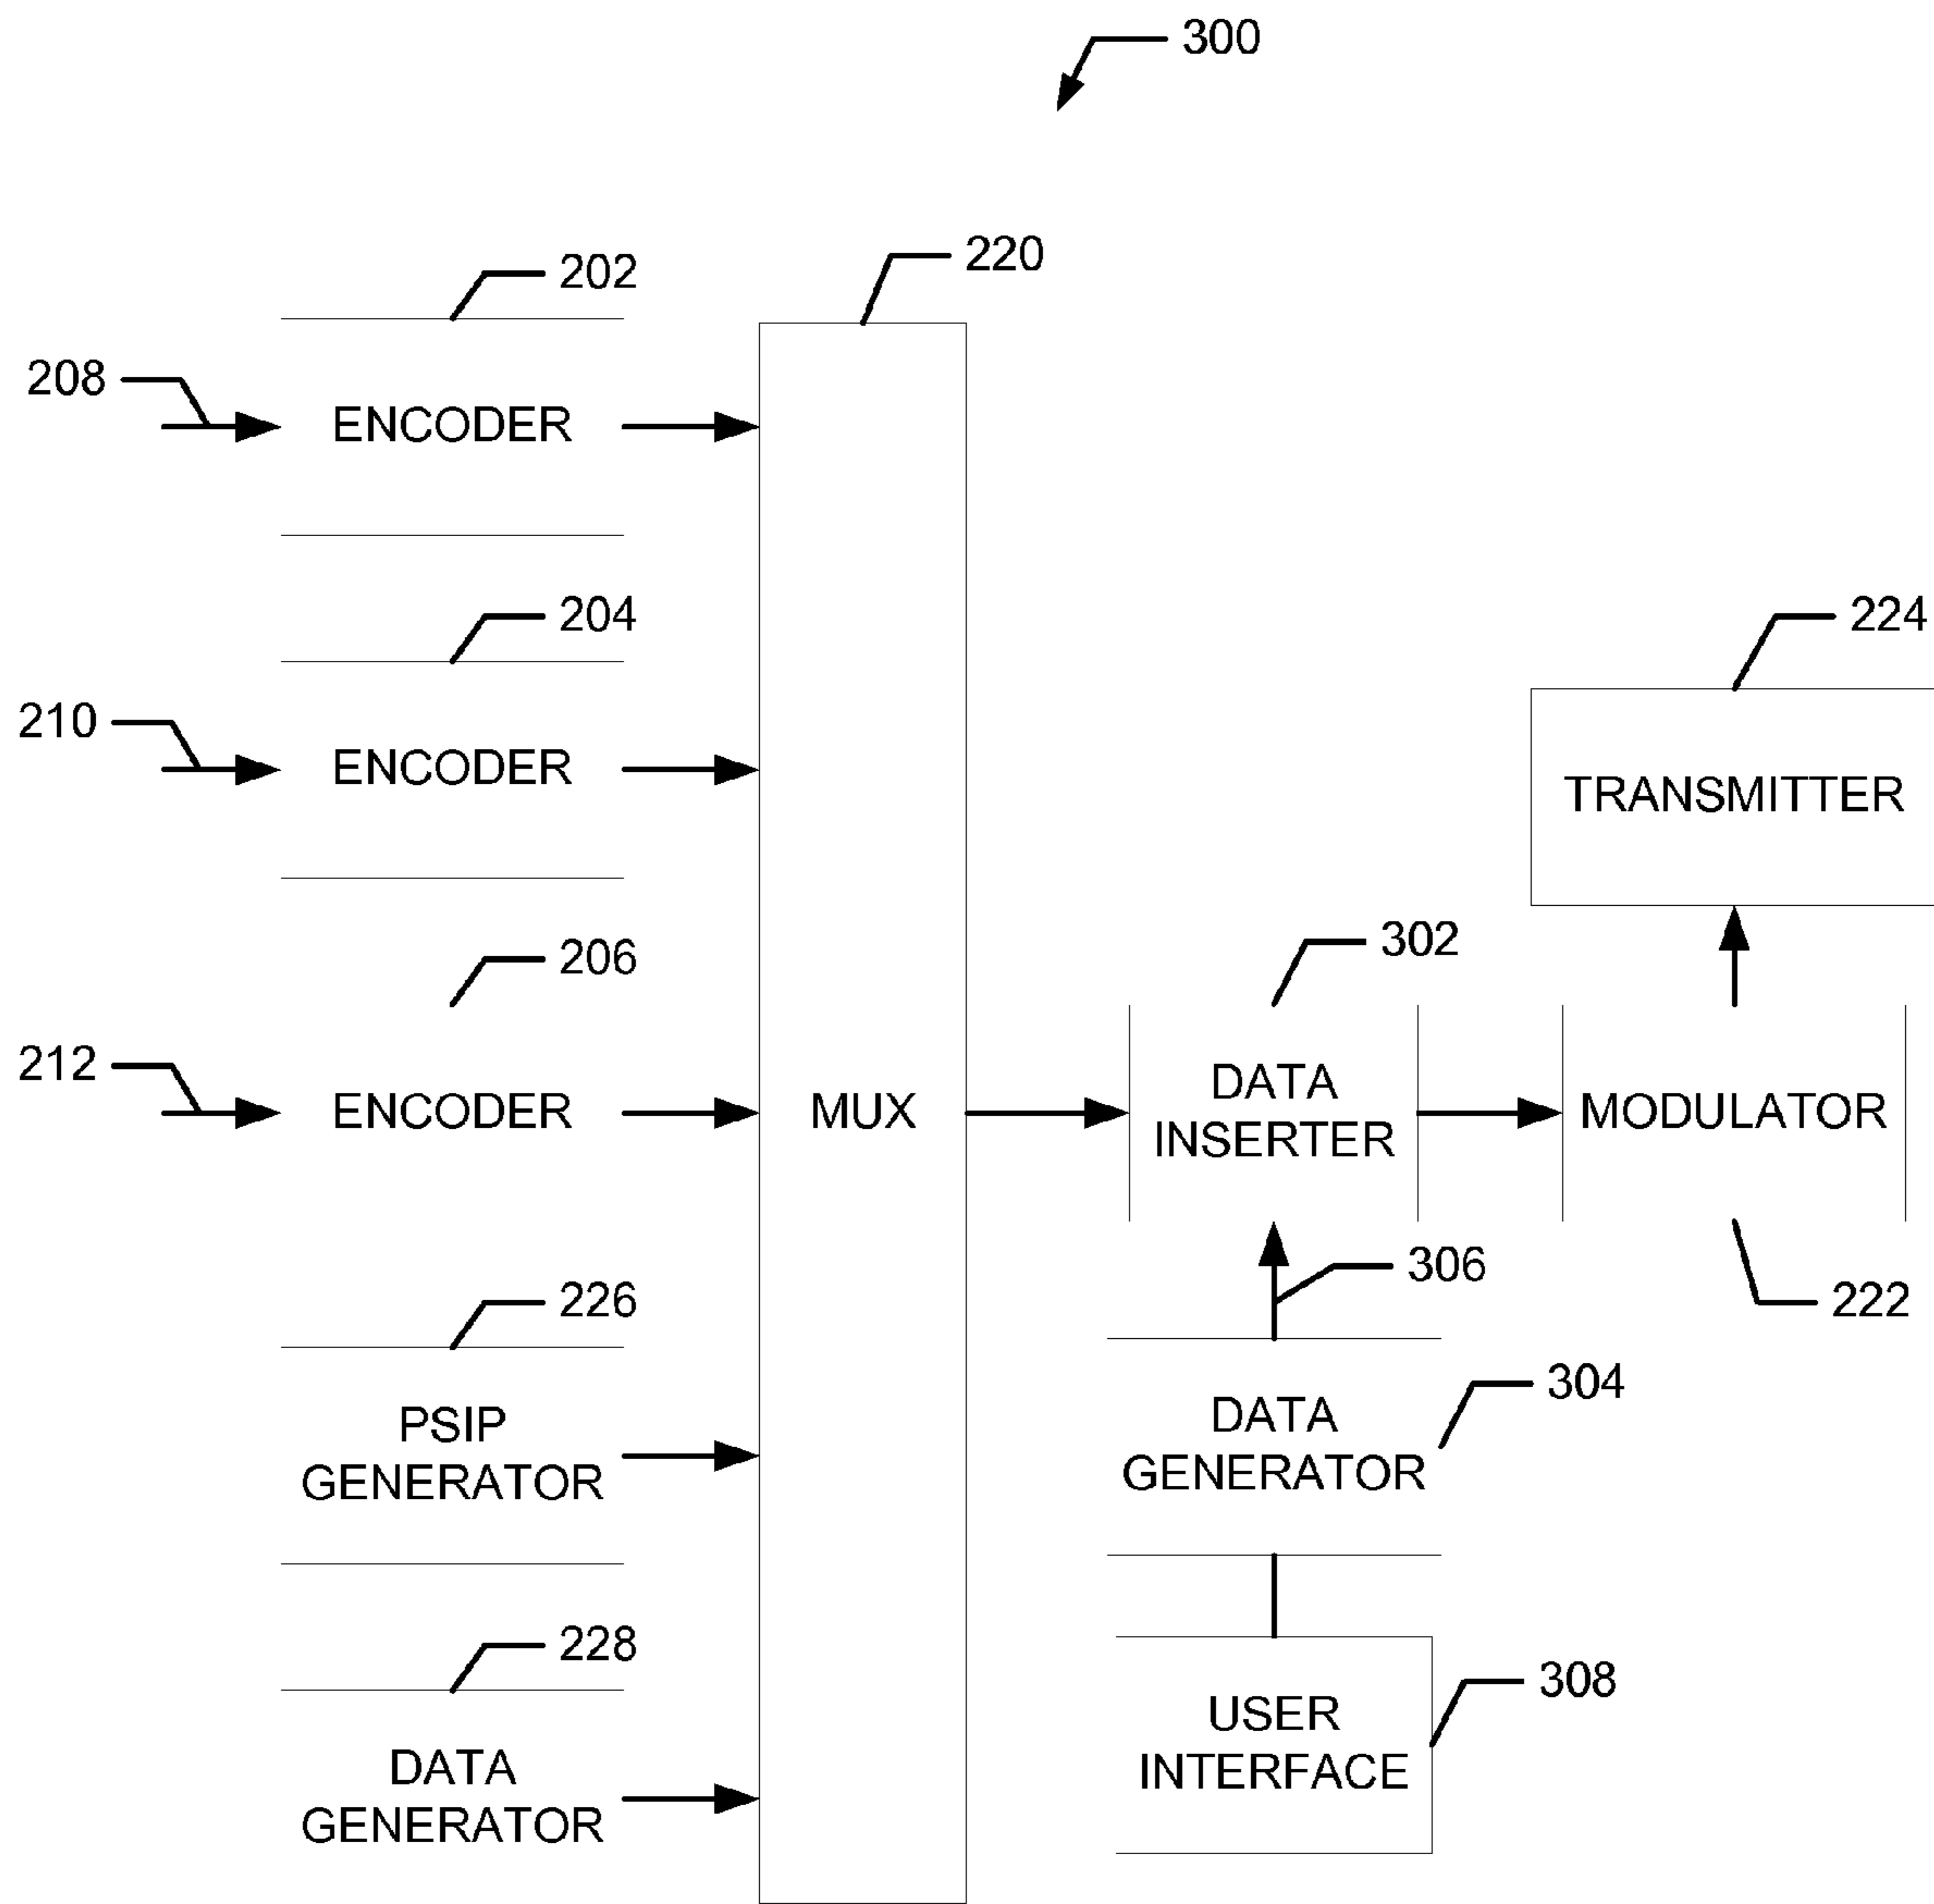 300
202
220
208
ENCODER
204
224
210
ENCODER
TRANSMITTER
206
302
212
ENCODER
MUX
DATA
INSERTER
MODULATOR
226
306
222
PSIP
GENERATOR
DATA
GENERATOR
304
228
308
DATA
GENERATOR
USER
INTERFACE